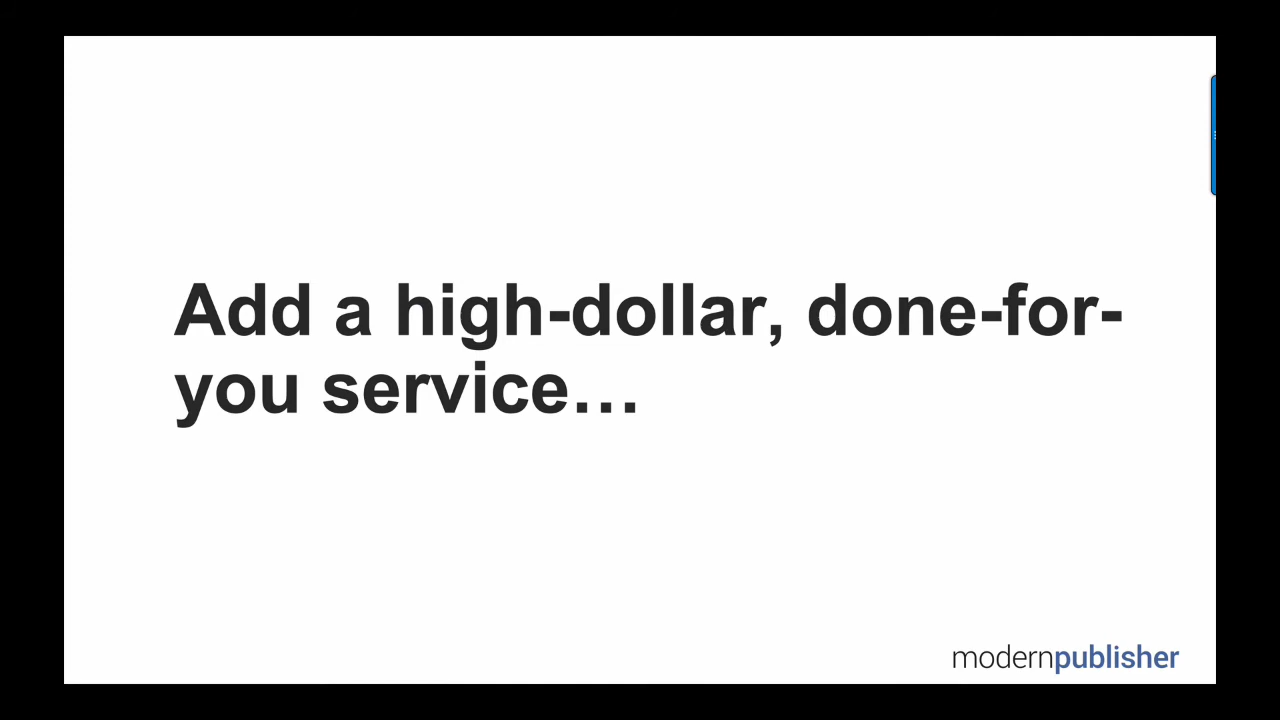 Add a high-dollar, done-for-
you service…
modernpublisher